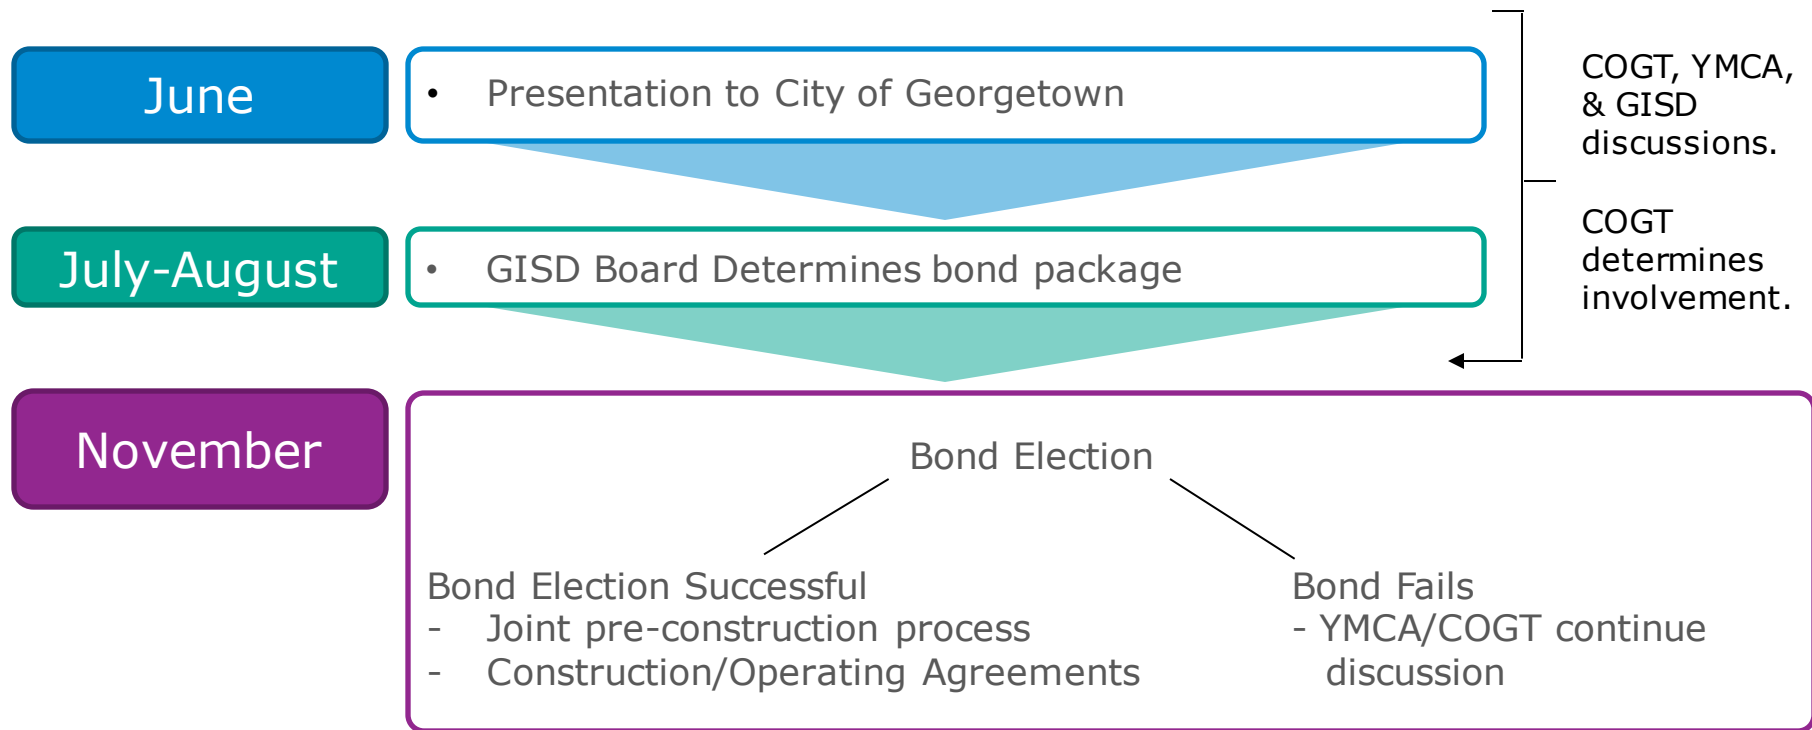 June
• Presentation to City of Georgetown
COGT, YMCA,
& GISD
discussions.
COGT
determines
involvement.
July-August
• GISD Board Determines bond package
November
Bond Election
Bond Election Successful
- Joint pre-construction process
- Construction/Operating Agreements
Bond Fails
- YMCA/COGT continue
discussion